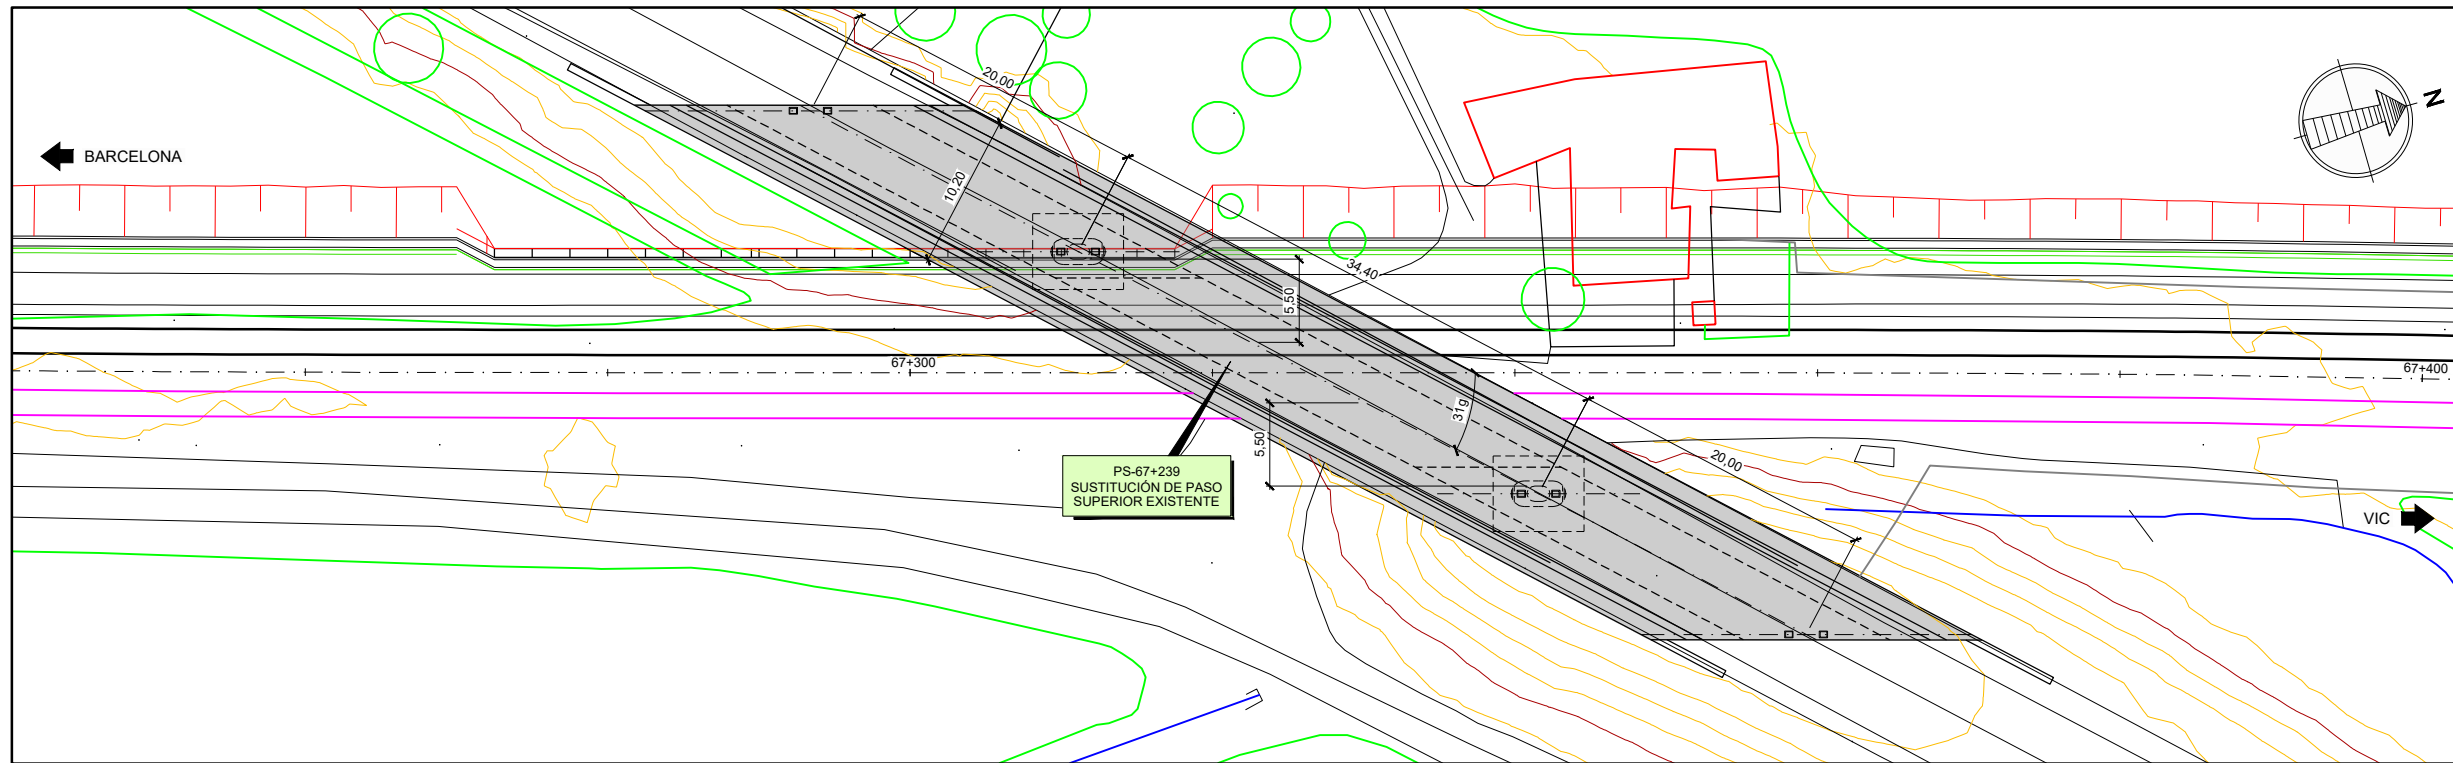 20,00
N
BARCELONA
10,20
34,40
5,50
67+300
67+400
31g
5,50
20,00
PS-67+239
SUSTITUCIÓN DE PASO
SUPERIOR EXISTENTE
VIC